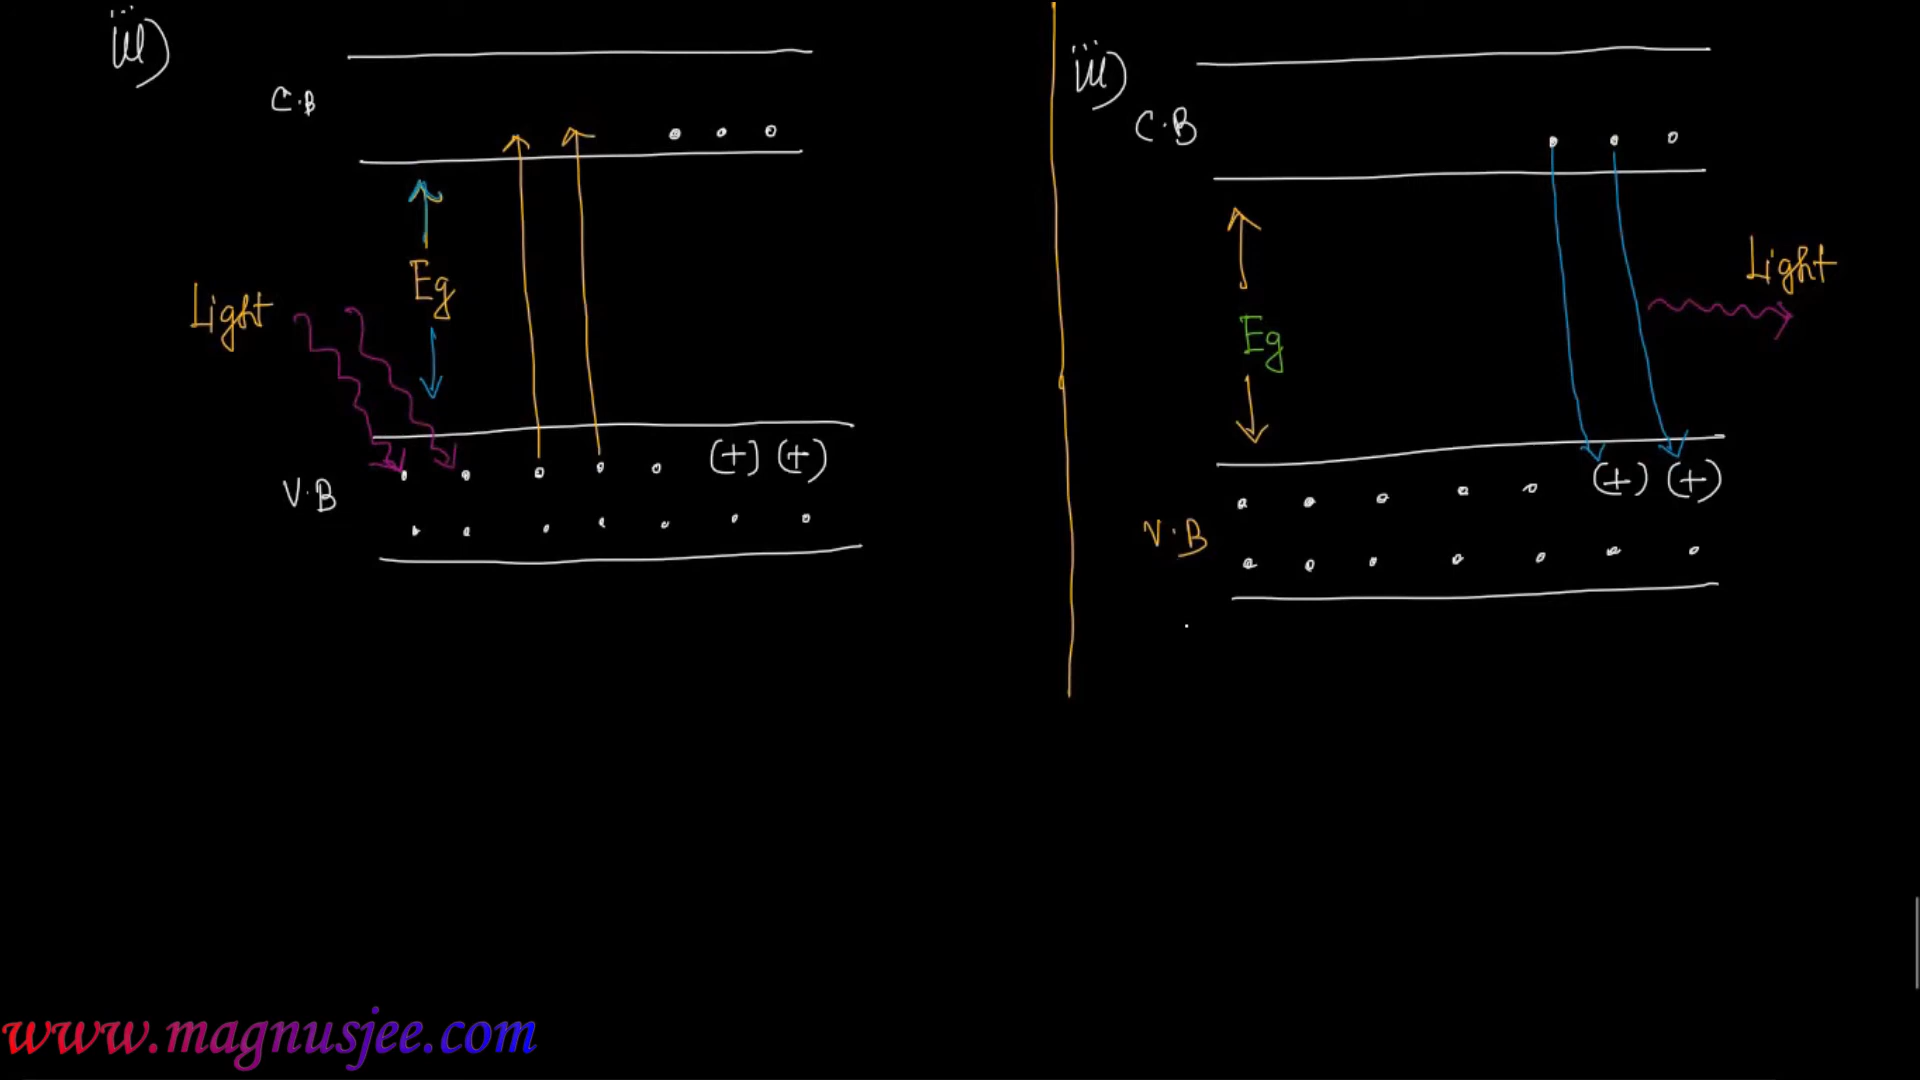 iii)
C.B
Eg
Light
(+) (+)
V.B
iii)
C.B
Light
Eg
(+) (+)
V.B
www.magnusjee.com